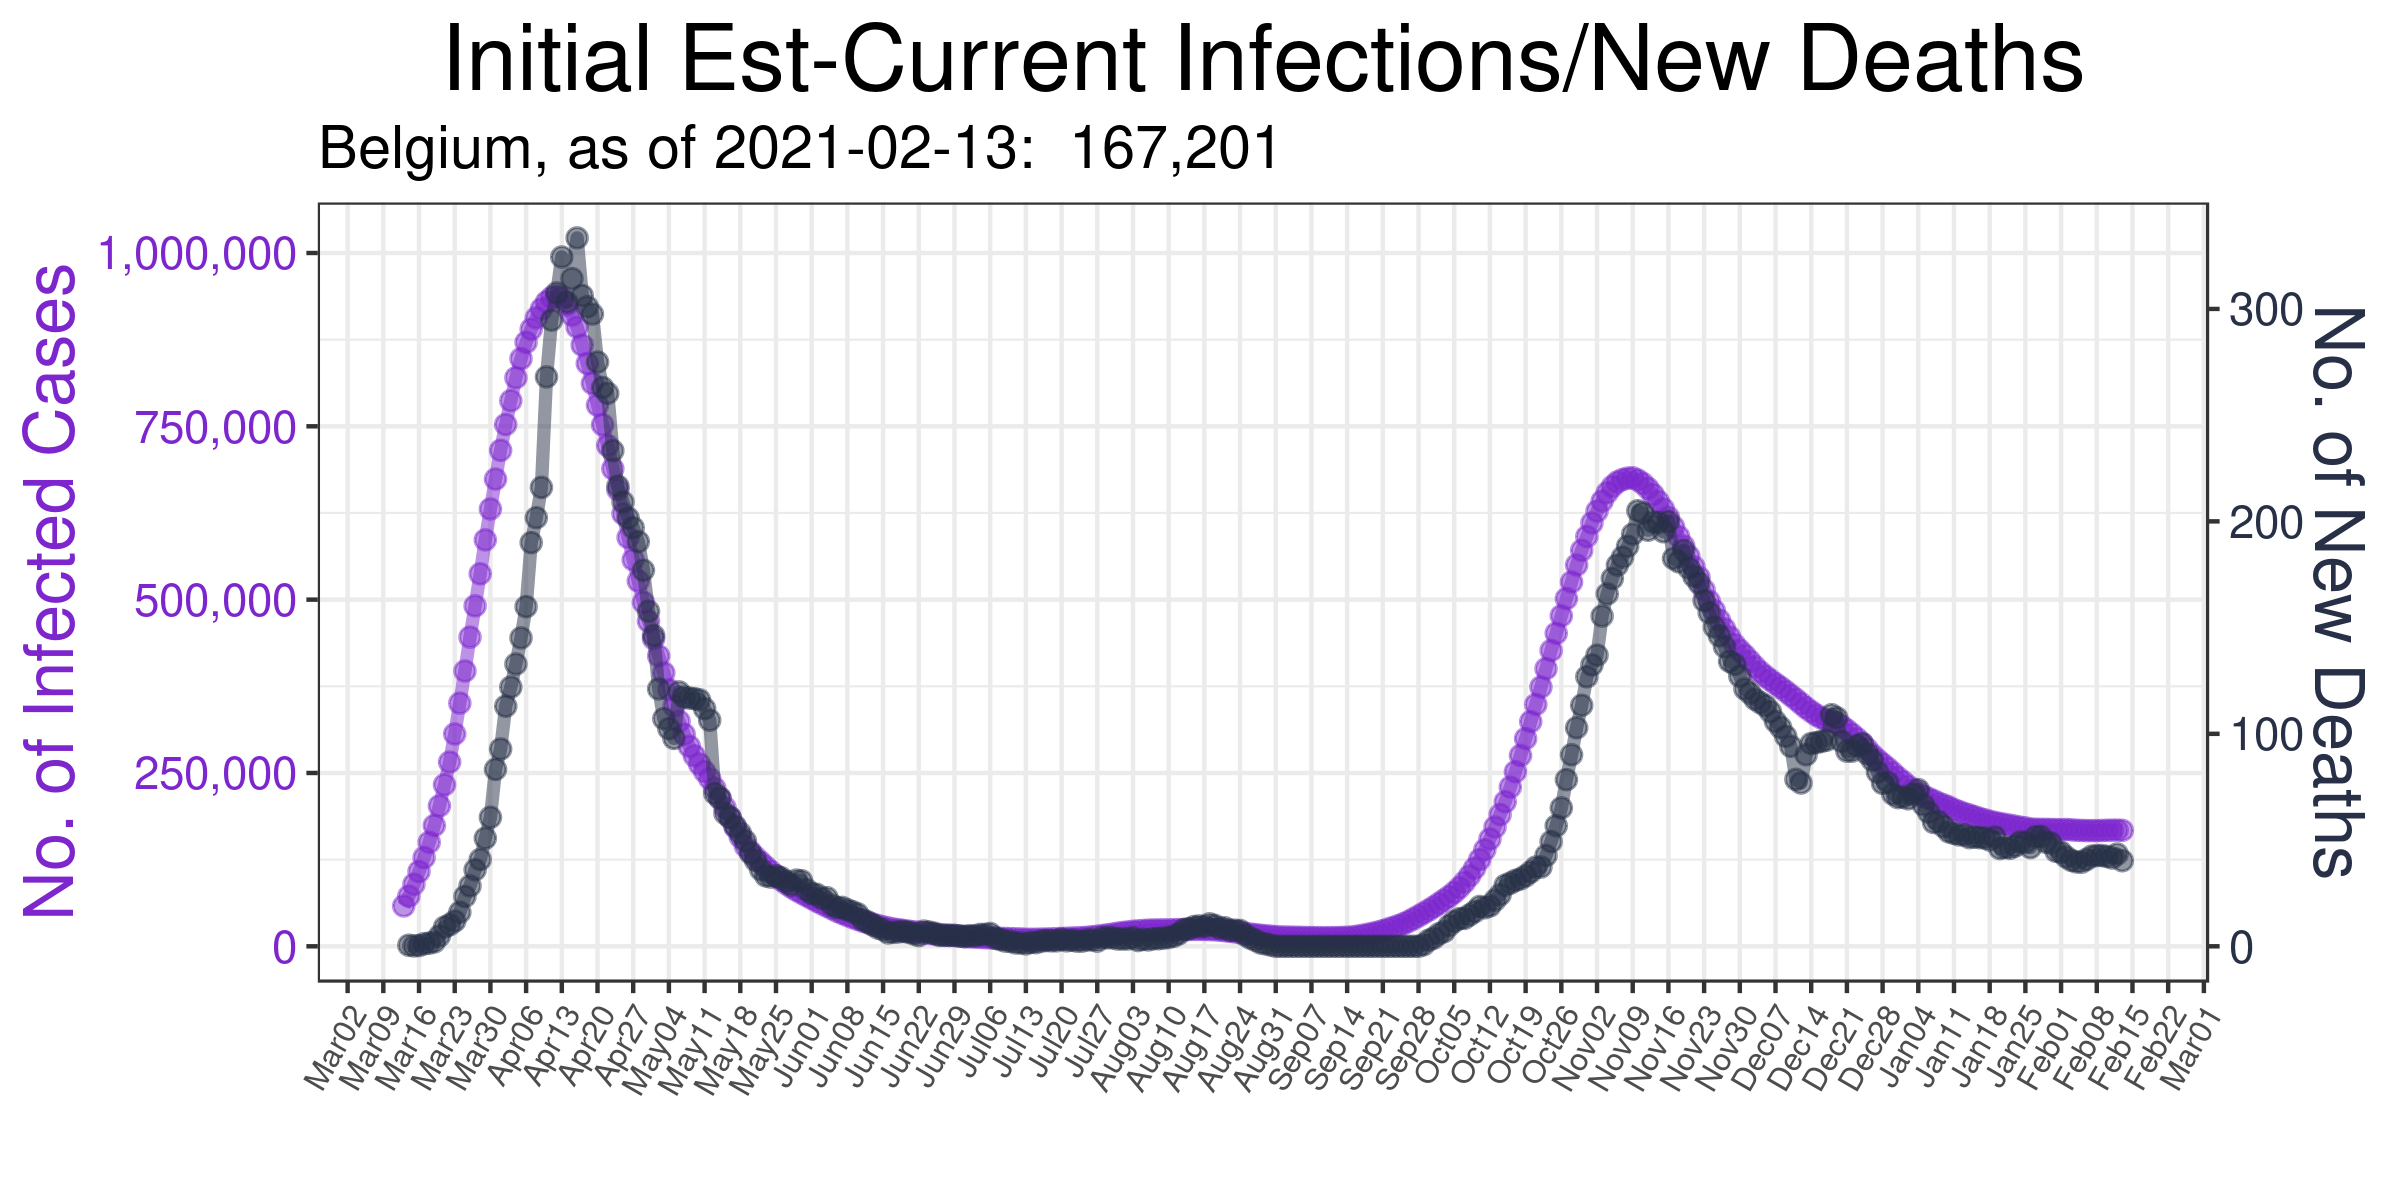 Initial Est-Current Infections/New Deaths
Belgium, as of 2021-02-13:  167,201
No. of Infected Cases
1,000,000
750,000
500,000
250,000
0
300
200
100
0
No. of New Deaths
Mar02
Mar09
Mar16
Mar23
Mar30
Apr06
Apr13
Apr20
Apr27
May04
May11
May18
May25
Jun01
Jun08
Jun15
Jun22
Jun29
Jul06
Jul13
Jul20
Jul27
Aug03
Aug10
Aug17
Aug24
Aug31
Sep07
Sep14
Sep21
Sep28
Oct05
Oct12
Oct19
Oct26
Nov02
Nov09
Nov16
Nov23
Nov30
Dec07
Dec14
Dec21
Dec28
Jan04
Jan11
Jan18
Jan25
Feb01
Feb08
Feb15
Feb22
Mar01